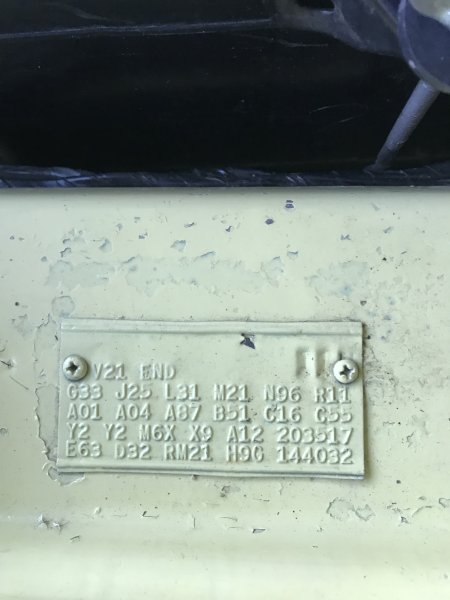 V21 END
G33 J25 L31 M21 N96 R11
A01 A04 A87 B51 C16 C55
Y2 Y2 M6X X9 A12 203517
E63 D32 RM21 H9G 144032